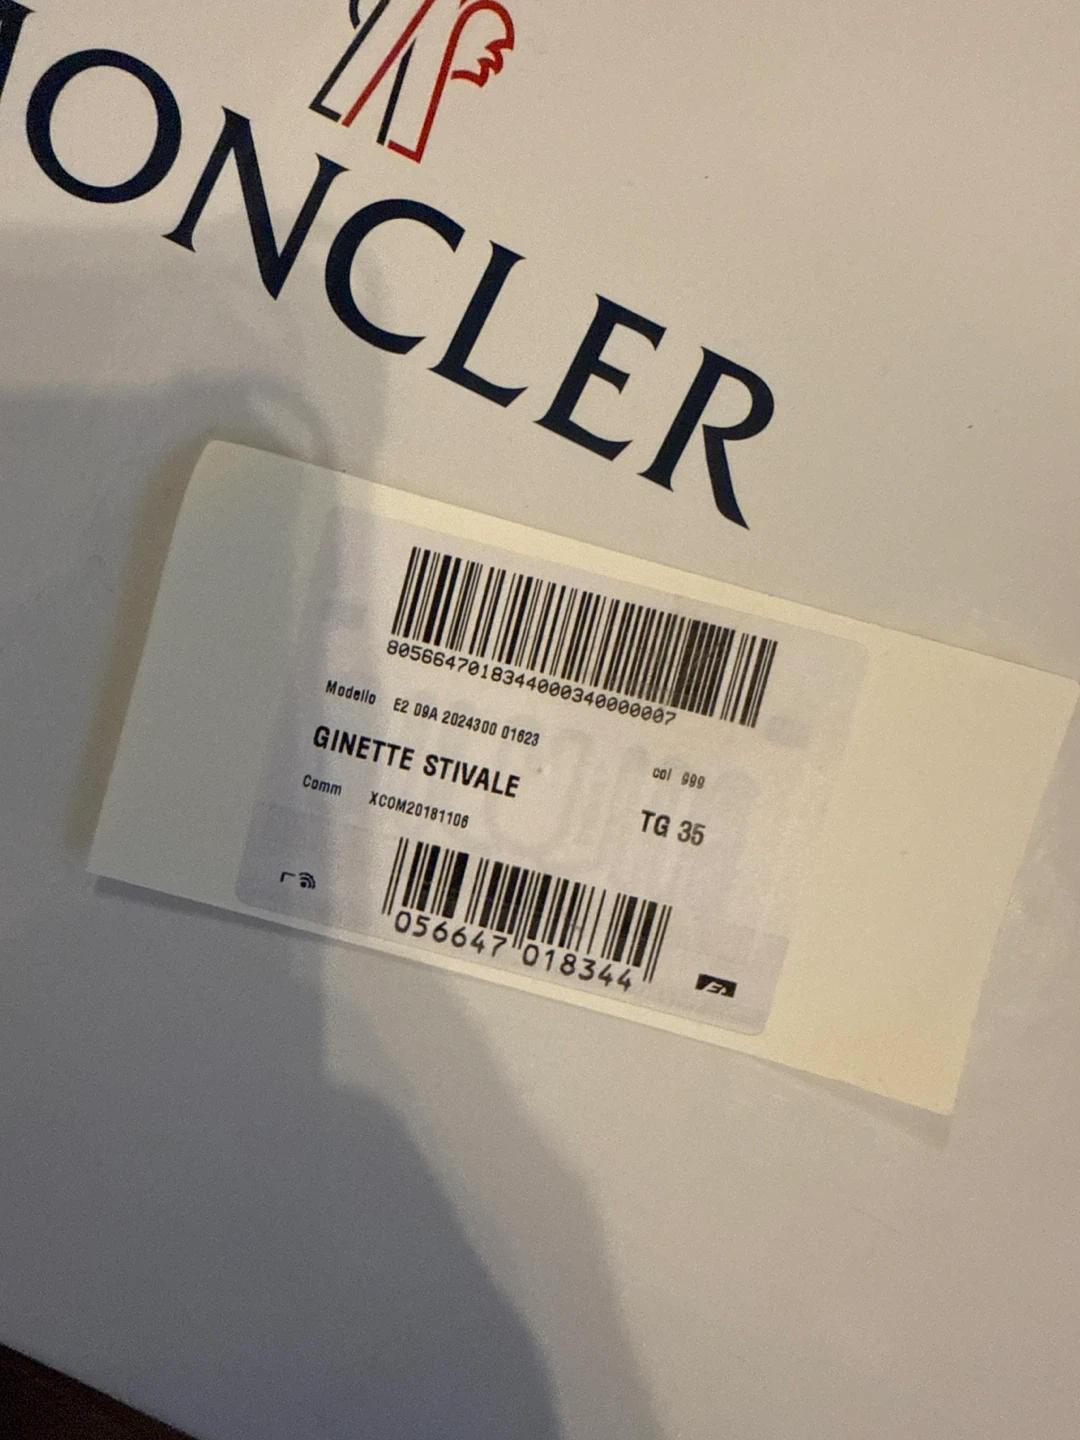 MONCLER
8056647018344000340000007
Modello E2 09A 2024300 01623
GINETTE STIVALE
col 999
Comm XCOM20181106
TG 35
056647 018344